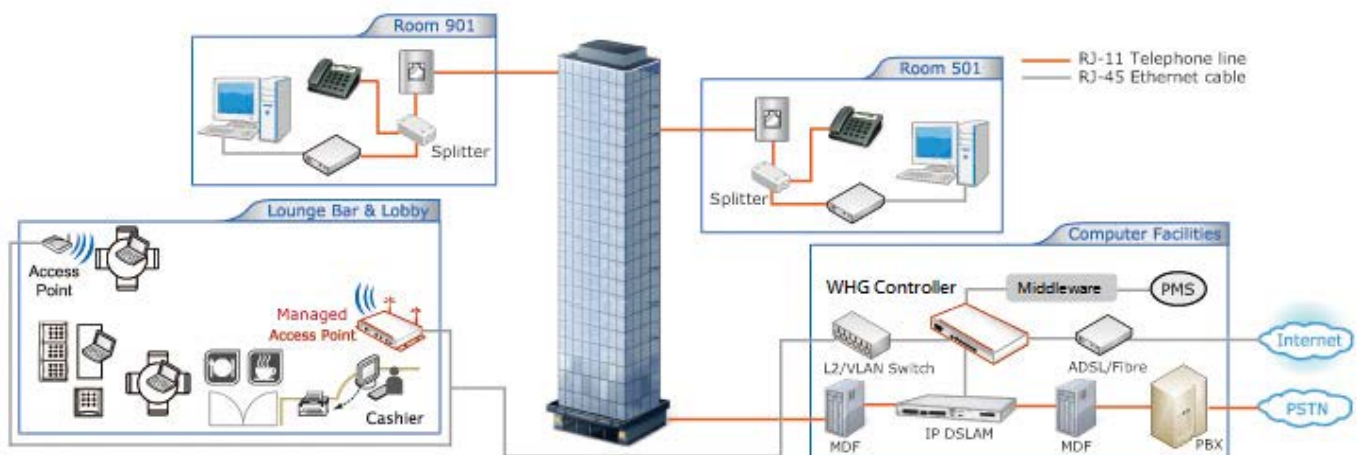 Room 901
Splitter
Room 501
Splitter
RJ-11 Telephone line
RJ-45 Ethernet cable
Lounge Bar & Lobby
Access
Point
Managed
Access Point
Cashier
Computer Facilities
WHG Controller
Middleware
PMS
L2/VLAN Switch
ADSL/Fibre
Internet
MDF
IP DSLAM
MDF
PBX
PSTN